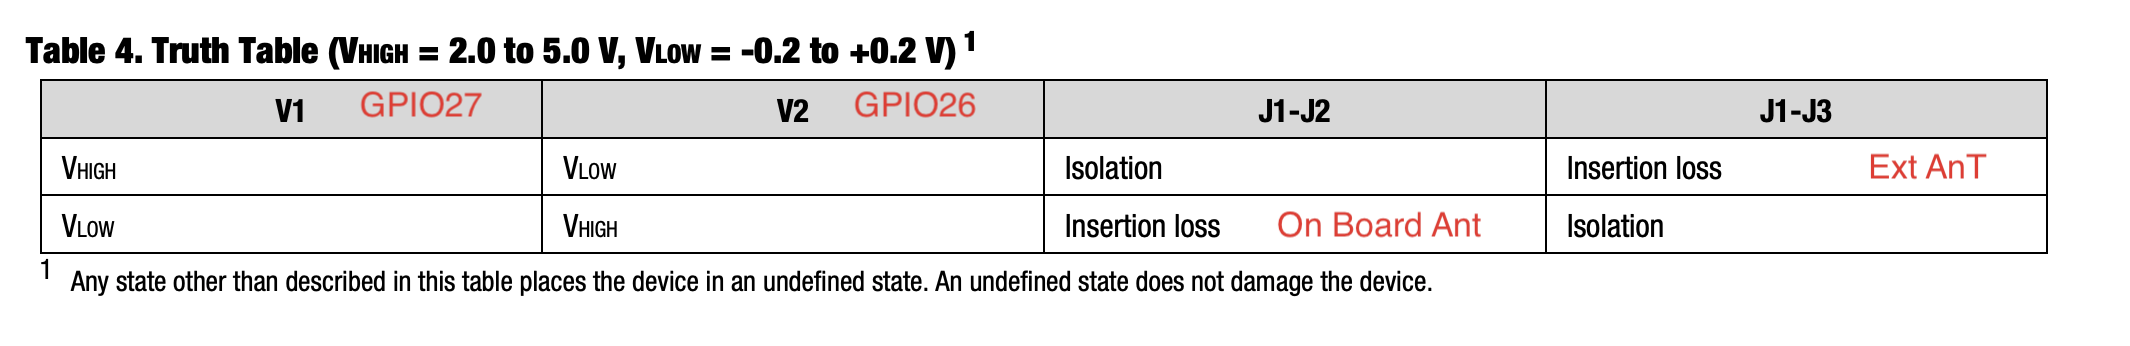 Table 4. Truth Table (VHIGH = 2.0 to 5.0 V, VLOW = -0.2 to +0.2 V) 1
V1 GPIO27 V2 GPIO26 J1-J2 J1-J3
VHIGH VLOW Isolation Insertion loss Ext AnT
VLOW VHIGH Insertion loss On Board Ant Isolation
1 Any state other than described in this table places the device in an undefined state. An undefined state does not damage the device.